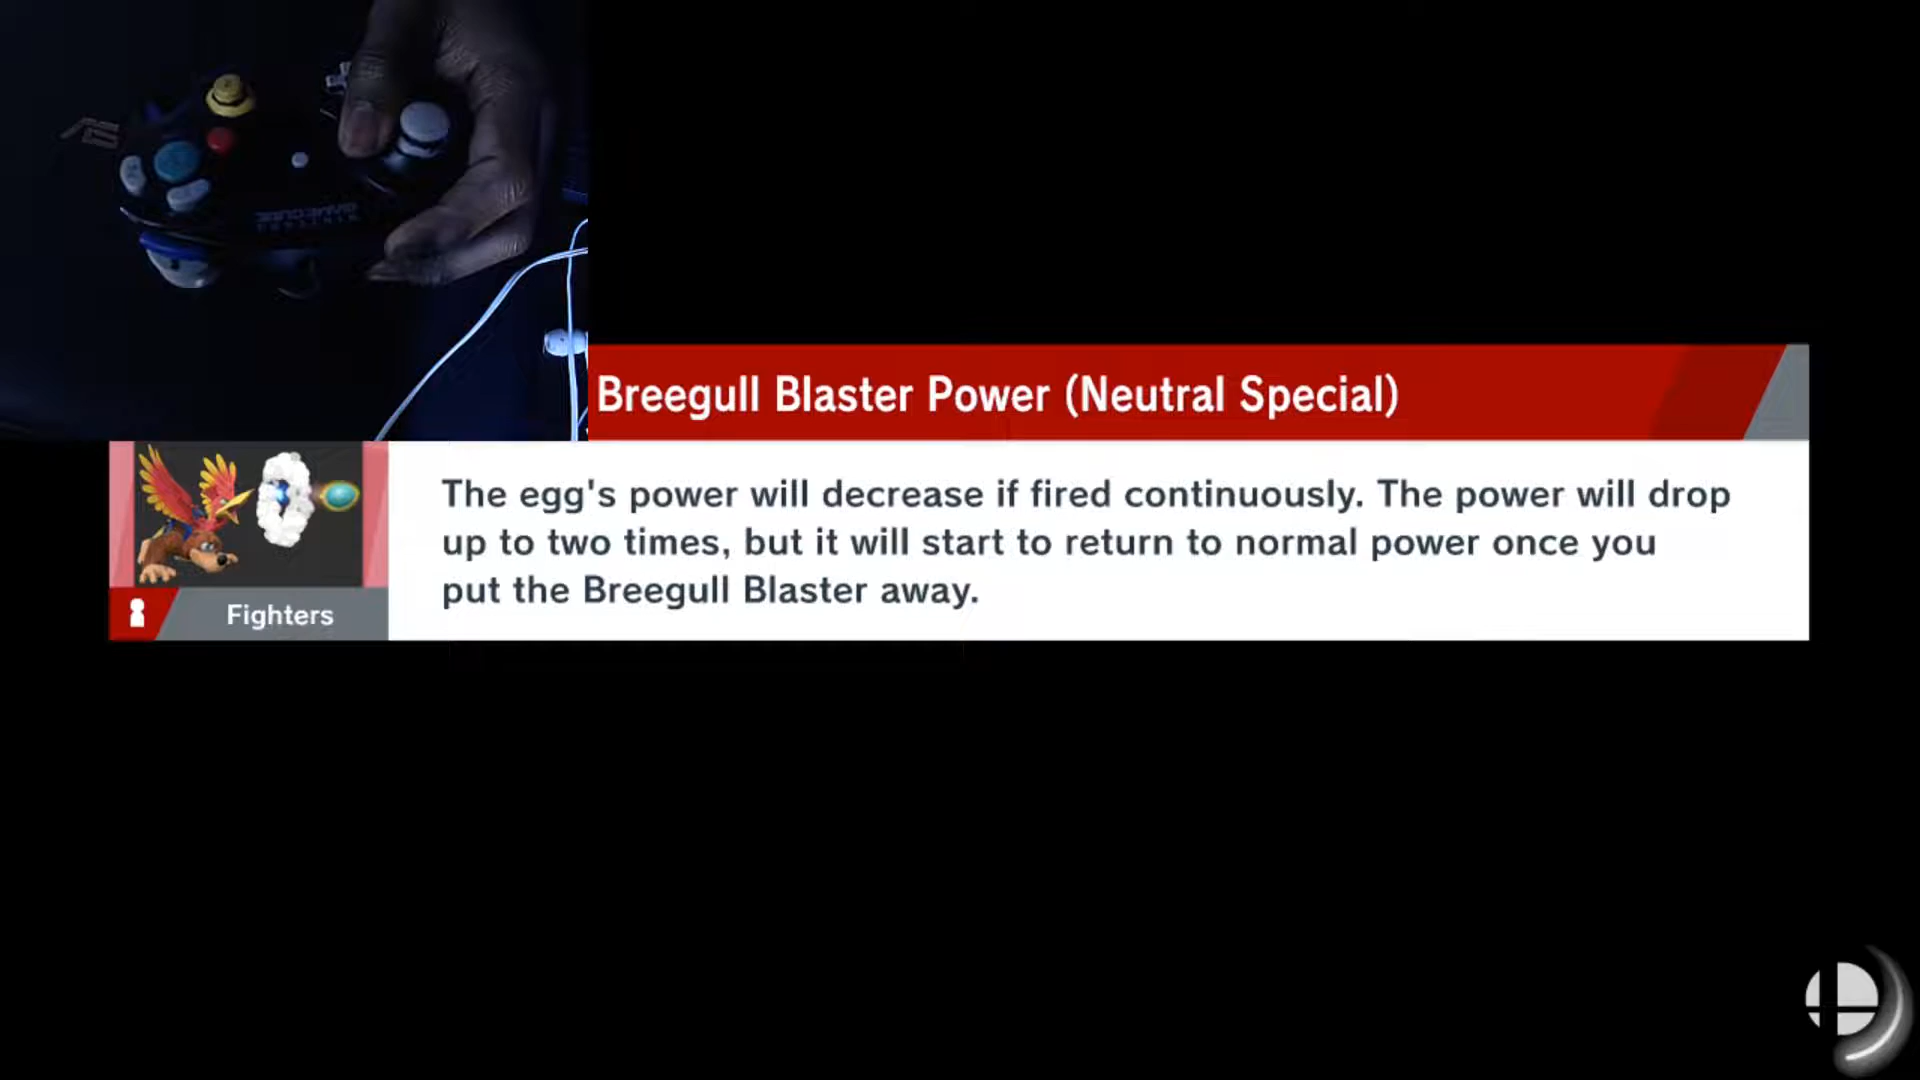 NINTENDO
GAMECUBE
Breegull Blaster Power (Neutral Special)
The egg's power will decrease if fired continuously. The power will drop
up to two times, but it will start to return to normal power once you
put the Breegull Blaster away.
Fighters